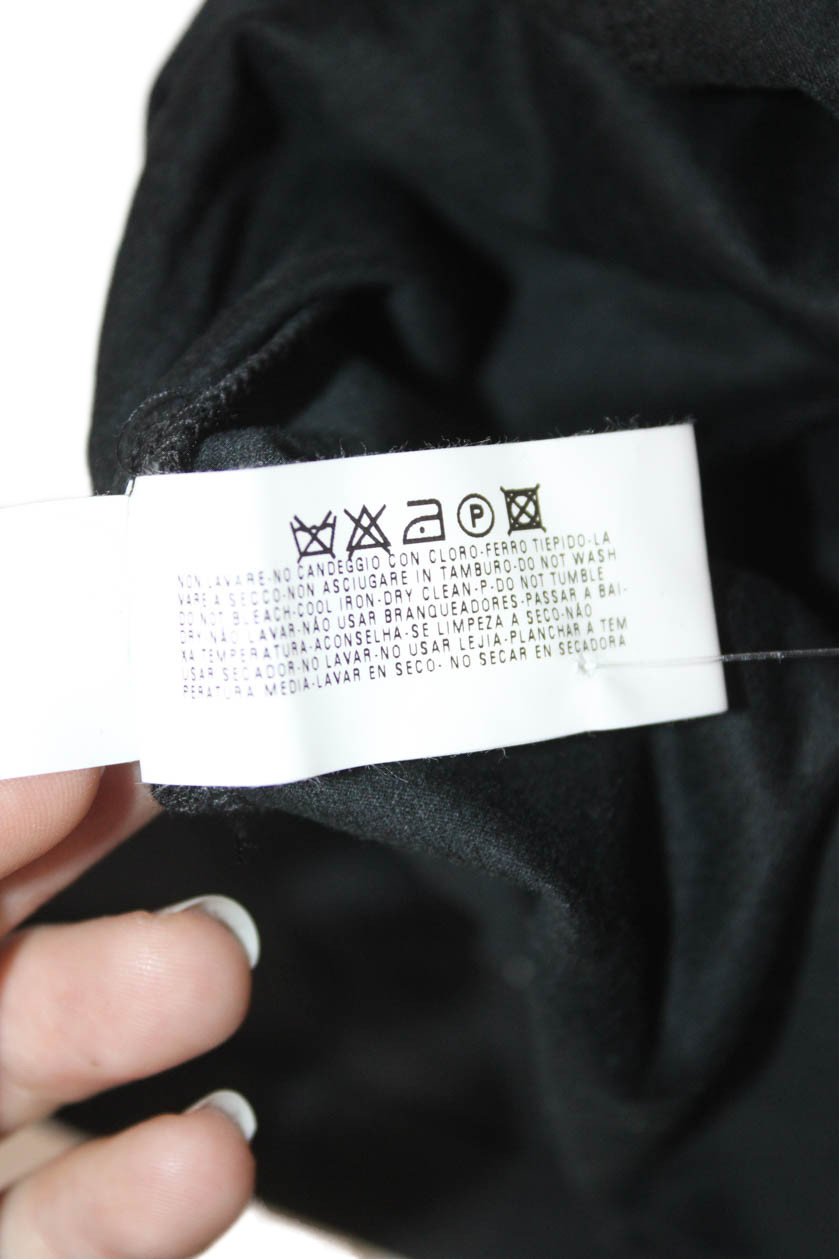 P
NON LAVARE-NO CANDEGGIO CON CLORO-FERRO TIEPIDO-LA
VARE A SECCO-NON ASCIUGARE IN TAMBURO-DO NOT WASH
DO NOT BLEACH-COOL IRON-DRY CLEAN-P-DO NOT TUMBLE
DRY-NÃO LAVAR-NÃO USAR BRANQUEADORES-PASSAR A BAI-
XA TEMPERATURA-ACONSELHA-SE LIMPEZA A SECO-NÃO
USAR SECADOR-NO LAVAR-NO USAR LEJIA-PLANCHAR A TEM
PERATURA MEDIA-LAVAR EN SECO- NO SECAR EN SECADORA